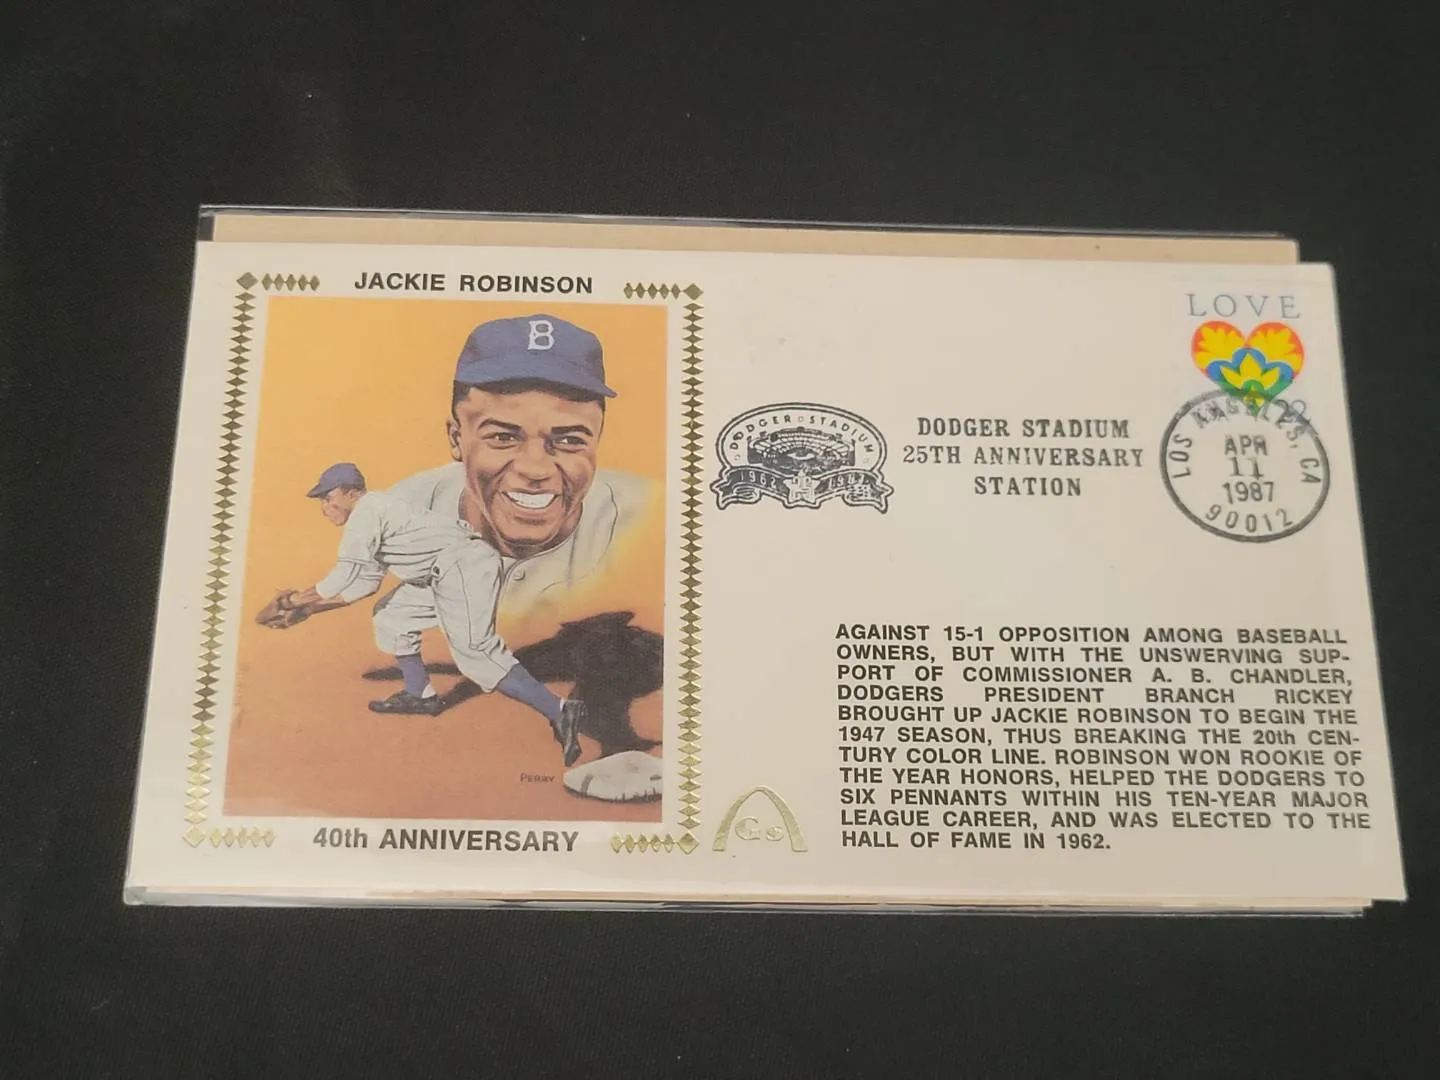 JACKIE ROBINSON
B
PERRY
40th ANNIVERSARY
LOVE
22
DODGER STADIUM
1962 1987
DODGER STADIUM
25TH ANNIVERSARY
STATION
LOS ANGELES, CA
APR
11
1987
90012
AGAINST 15-1 OPPOSITION AMONG BASEBALL
OWNERS, BUT WITH THE UNSWERVING SUP-
PORT OF COMMISSIONER A. B. CHANDLER,
DODGERS PRESIDENT BRANCH RICKEY
BROUGHT UP JACKIE ROBINSON TO BEGIN THE
1947 SEASON, THUS BREAKING THE 20th CEN-
TURY COLOR LINE. ROBINSON WON ROOKIE OF
THE YEAR HONORS, HELPED THE DODGERS TO
SIX PENNANTS WITHIN HIS TEN-YEAR MAJOR
LEAGUE CAREER, AND WAS ELECTED TO THE
HALL OF FAME IN 1962.